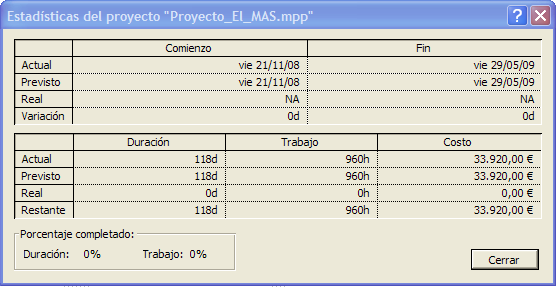 Estadísticas del proyecto "Proyecto_EI_MAS.mpp"
Comienzo Fin
Actual vie 21/11/08 vie 29/05/09
Previsto vie 21/11/08 vie 29/05/09
Real NA NA
Variación 0d 0d
Duración Trabajo Costo
Actual 118d 960h 33.920,00 €
Previsto 118d 960h 33.920,00 €
Real 0d 0h 0,00 €
Restante 118d 960h 33.920,00 €
Porcentaje completado:
Duración: 0% Trabajo: 0%
Cerrar